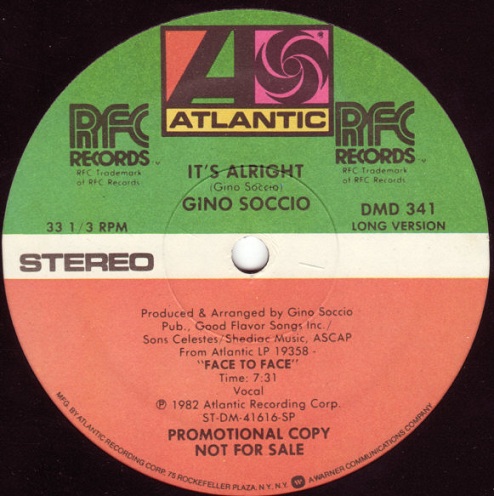 ATLANTIC
RFC
RECORDS
RFC Trademark
of RFC Records
RFC
RECORDS
RFC Trademark
of RFC Records
IT'S ALRIGHT
(Gino Soccio)
GINO SOCCIO
33 1/3 RPM
DMD 341
LONG VERSION
STEREO
Produced & Arranged by Gino Soccio
Pub., Good Flavor Songs Inc./
Sons Celestes/Shediac Music, ASCAP
From Atlantic LP 19358 -
"FACE TO FACE"
Time: 7:31
Vocal
℗ 1982 Atlantic Recording Corp.
ST-DM-41616-SP
PROMOTIONAL COPY
NOT FOR SALE
MFG. BY ATLANTIC RECORDING CORP. 75 ROCKEFELLER PLAZA, N.Y. N.Y. A WARNER COMMUNICATIONS COMPANY